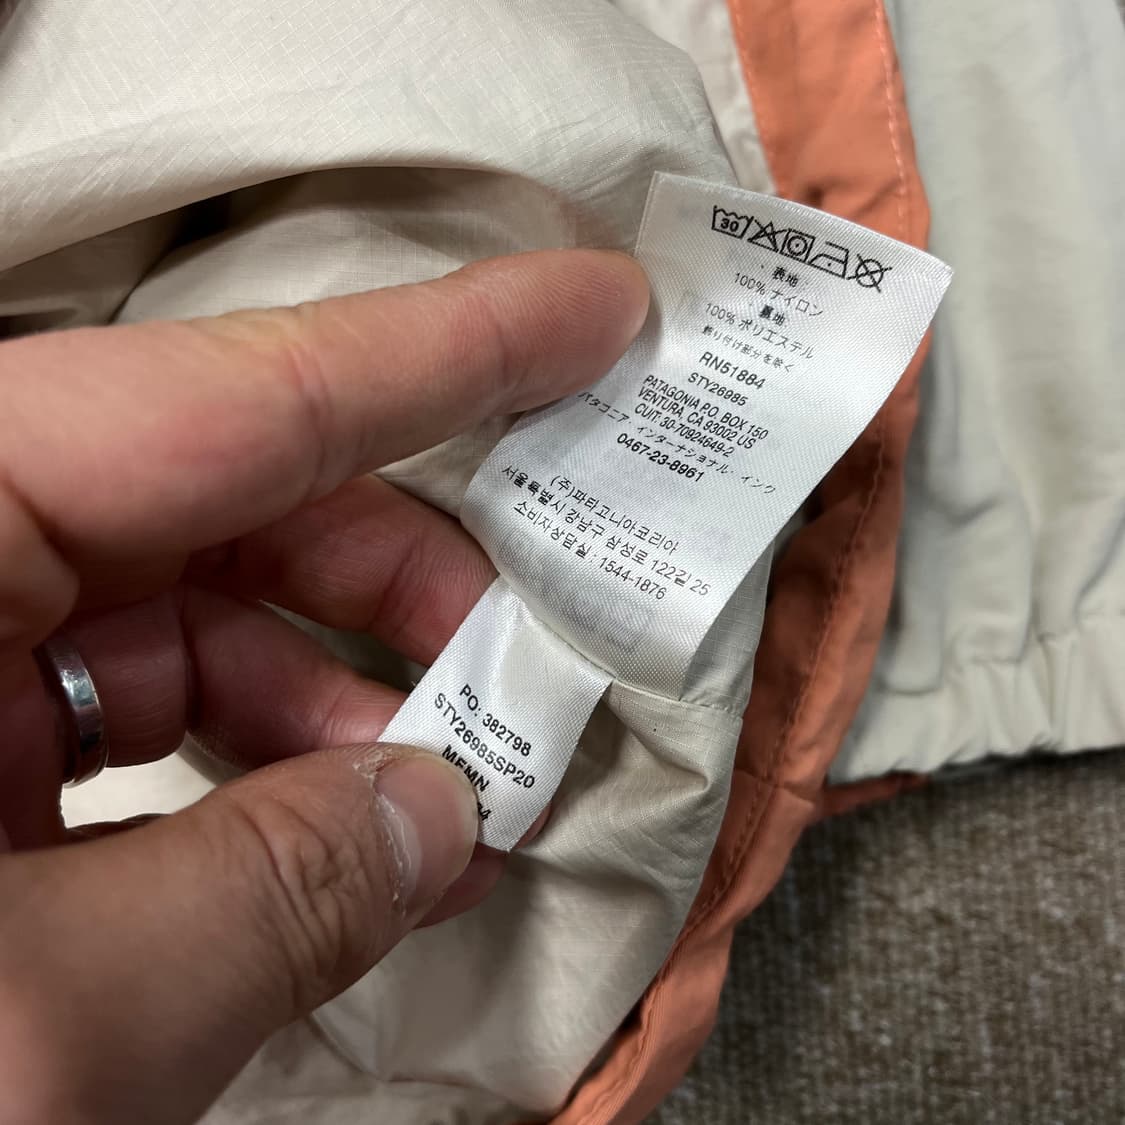 30
・表地・
100% ナイロン
・裏地・
100% ポリエステル
飾り付け部分を除く
RN51884
STY26985
PATAGONIA P.O. BOX 150
VENTURA, CA 93002 US
CUIT: 30-70924649-2
パタゴニア・インターナショナル・インク
0467-23-8961
(주)파타고니아코리아
서울특별시 강남구 삼성로 122길 25
소비자상담실 : 1544-1876
PO: 382798
STY26985SP20
MEMN